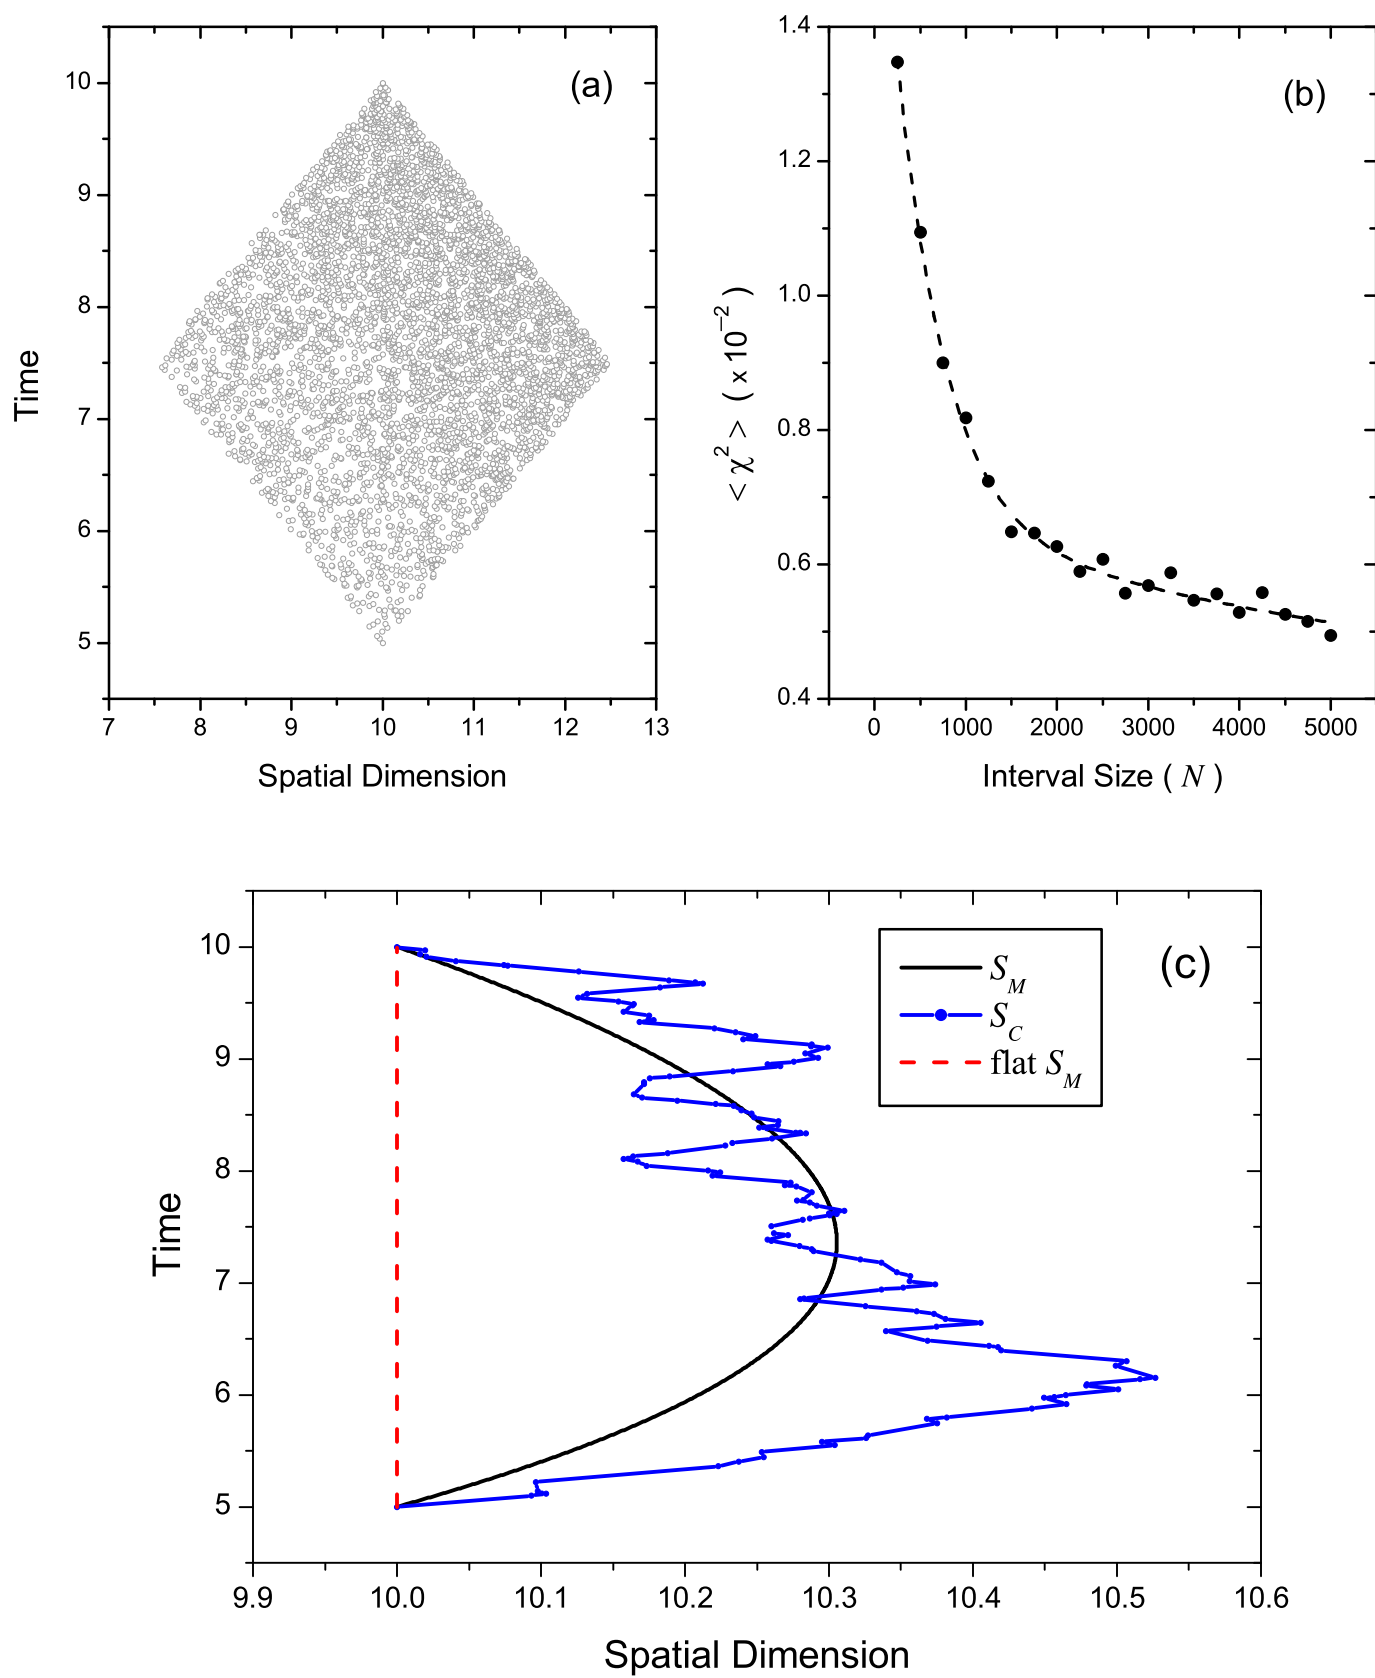 (a)
10
9
8
7
6
5
Time
7 8 9 10 11 12 13
Spatial Dimension
(b)
1.4
1.2
1.0
0.8
0.6
0.4
< χ² > ( x 10⁻² )
0 1000 2000 3000 4000 5000
Interval Size ( N )
(c)
S_M
S_C
flat S_M
10
9
8
7
6
5
Time
9.9 10.0 10.1 10.2 10.3 10.4 10.5 10.6
Spatial Dimension